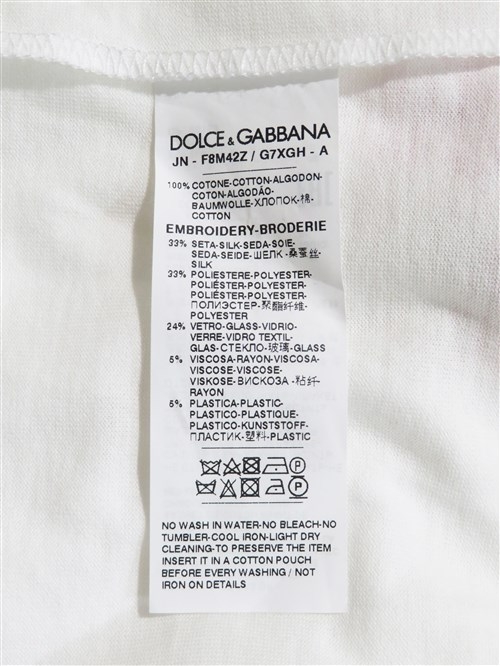 DOLCE & GABBANA
JN - F8M42Z / G7XGH - A
100% COTONE-COTTON-ALGODON-
COTTON-ALGODÃO-
BAUMWOLLE-ХЛОПОК-棉-
COTTON
EMBROIDERY-BRODERIE
33% SETA-SILK-SEDA-SOIE-
SEDA-SEIDE-ШЕЛК-桑蚕丝-
SILK
33% POLIESTERE-POLYESTER-
POLIÉSTER-POLYESTER-
POLIÉSTER-POLYESTER-
ПОЛИЭСТЕР-聚酯纤维-
POLYESTER
24% VETRO-GLASS-VIDRIO-
VERRE-VIDRO TEXTIL-
GLAS-СТЕКЛО-玻璃-GLASS
5% VISCOSA-RAYON-VISCOSA-
VISCOSE-VISCOSE-
VISKOSE-ВИСКОЗА-粘纤-
RAYON
5% PLASTICA-PLASTIC-
PLASTICO-PLASTIQUE-
PLASTICO-KUNSTSTOFF-
ПЛАСТИК-塑料-PLASTIC
P
P
NO WASH IN WATER-NO BLEACH-NO
TUMBLER-COOL IRON-LIGHT DRY
CLEANING-TO PRESERVE THE ITEM
INSERT IT IN A COTTON POUCH
BEFORE EVERY WASHING / NOT
IRON ON DETAILS